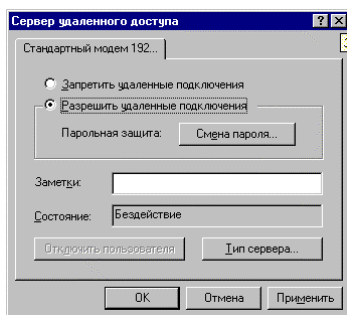 Сервер удаленного доступа
Стандартный модем 192...
Запретить удаленные подключения
Разрешить удаленные подключения
Парольная защита: Смена пароля...
Заметки:
Состояние: Бездействие
Отключить пользователя Тип сервера...
OK Отмена Применить